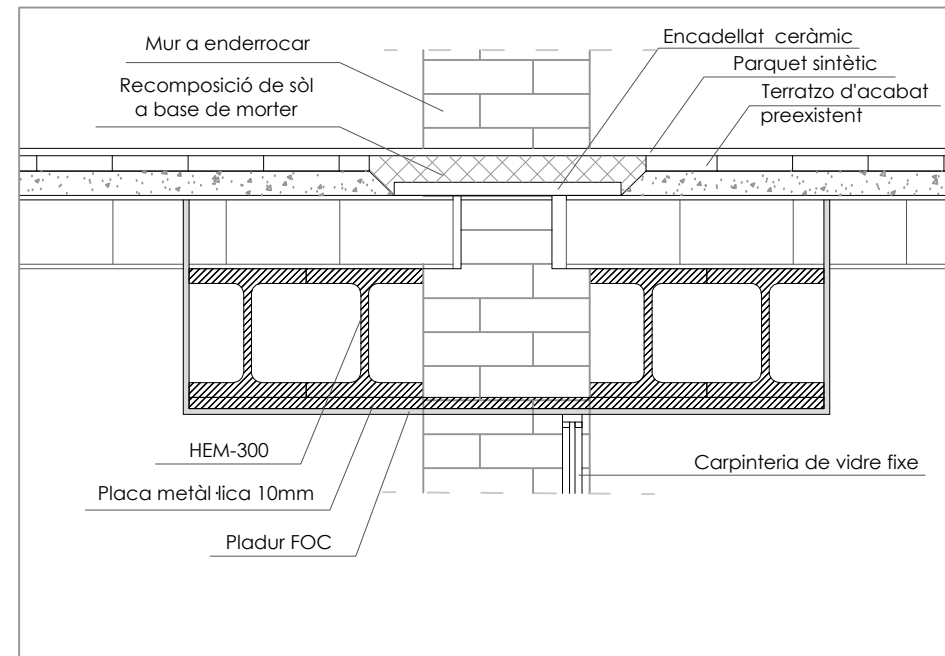 Mur a enderrocar
Recomposició de sòl
a base de morter
Encadellat ceràmic
Parquet sintètic
Terratzo d'acabat
preexistent
HEM-300
Placa metàl·lica 10mm
Pladur FOC
Carpinteria de vidre fixe